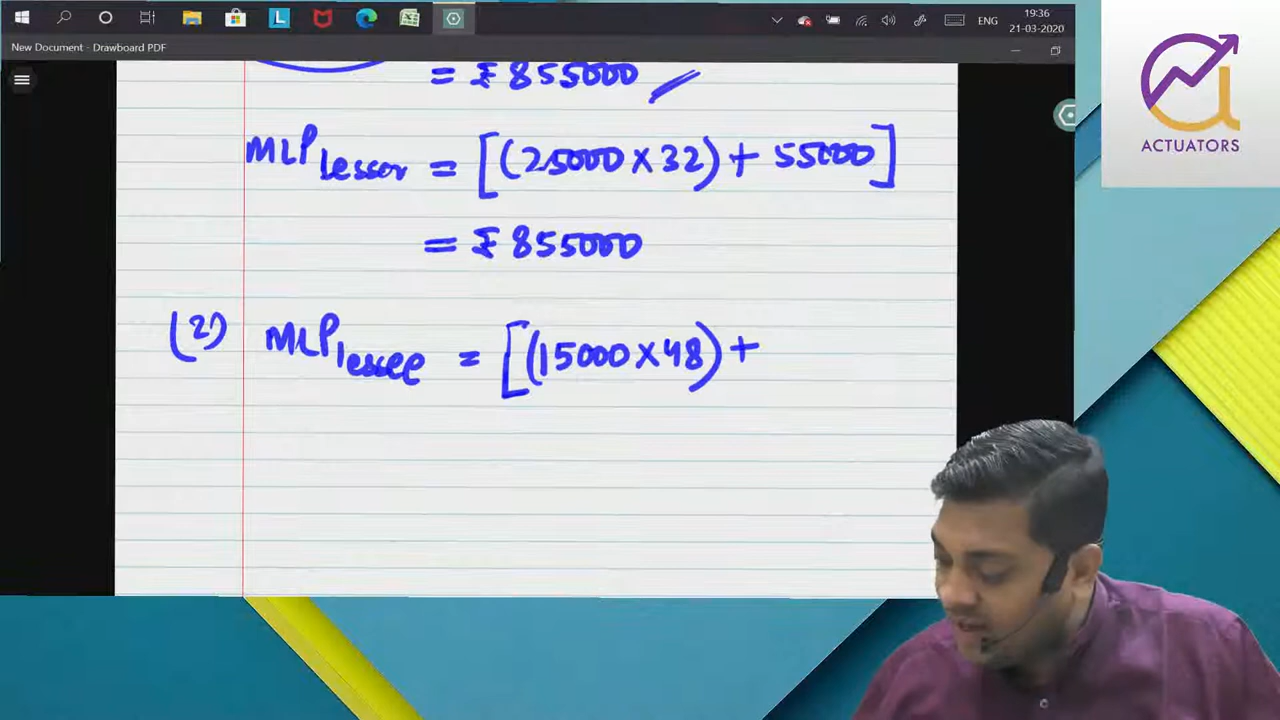 19:36
ENG
21-03-2020
New Document - Drawboard PDF
= ₹855000
MLP lessor = [(25000 × 32) + 55000]
= ₹855000
(2) MLP lessee = [(15000 × 48) +
ACTUATORS